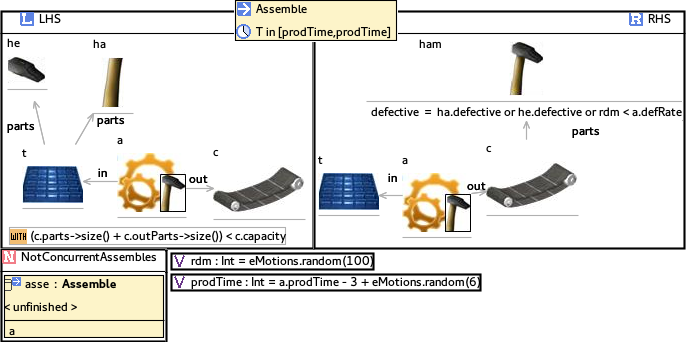 L LHS
Assemble
T in [prodTime,prodTime]
R RHS
he
ha
parts
parts
t
a
c
in
out
WITH (c.parts->size() + c.outParts->size()) < c.capacity
ham
defective = ha.defective or he.defective or rdm < a.defRate
parts
t
a
c
in
out
N NotConcurrentAssembles
asse : Assemble
< unfinished >
a
V rdm : Int = eMotions.random(100)
V prodTime : Int = a.prodTime - 3 + eMotions.random(6)